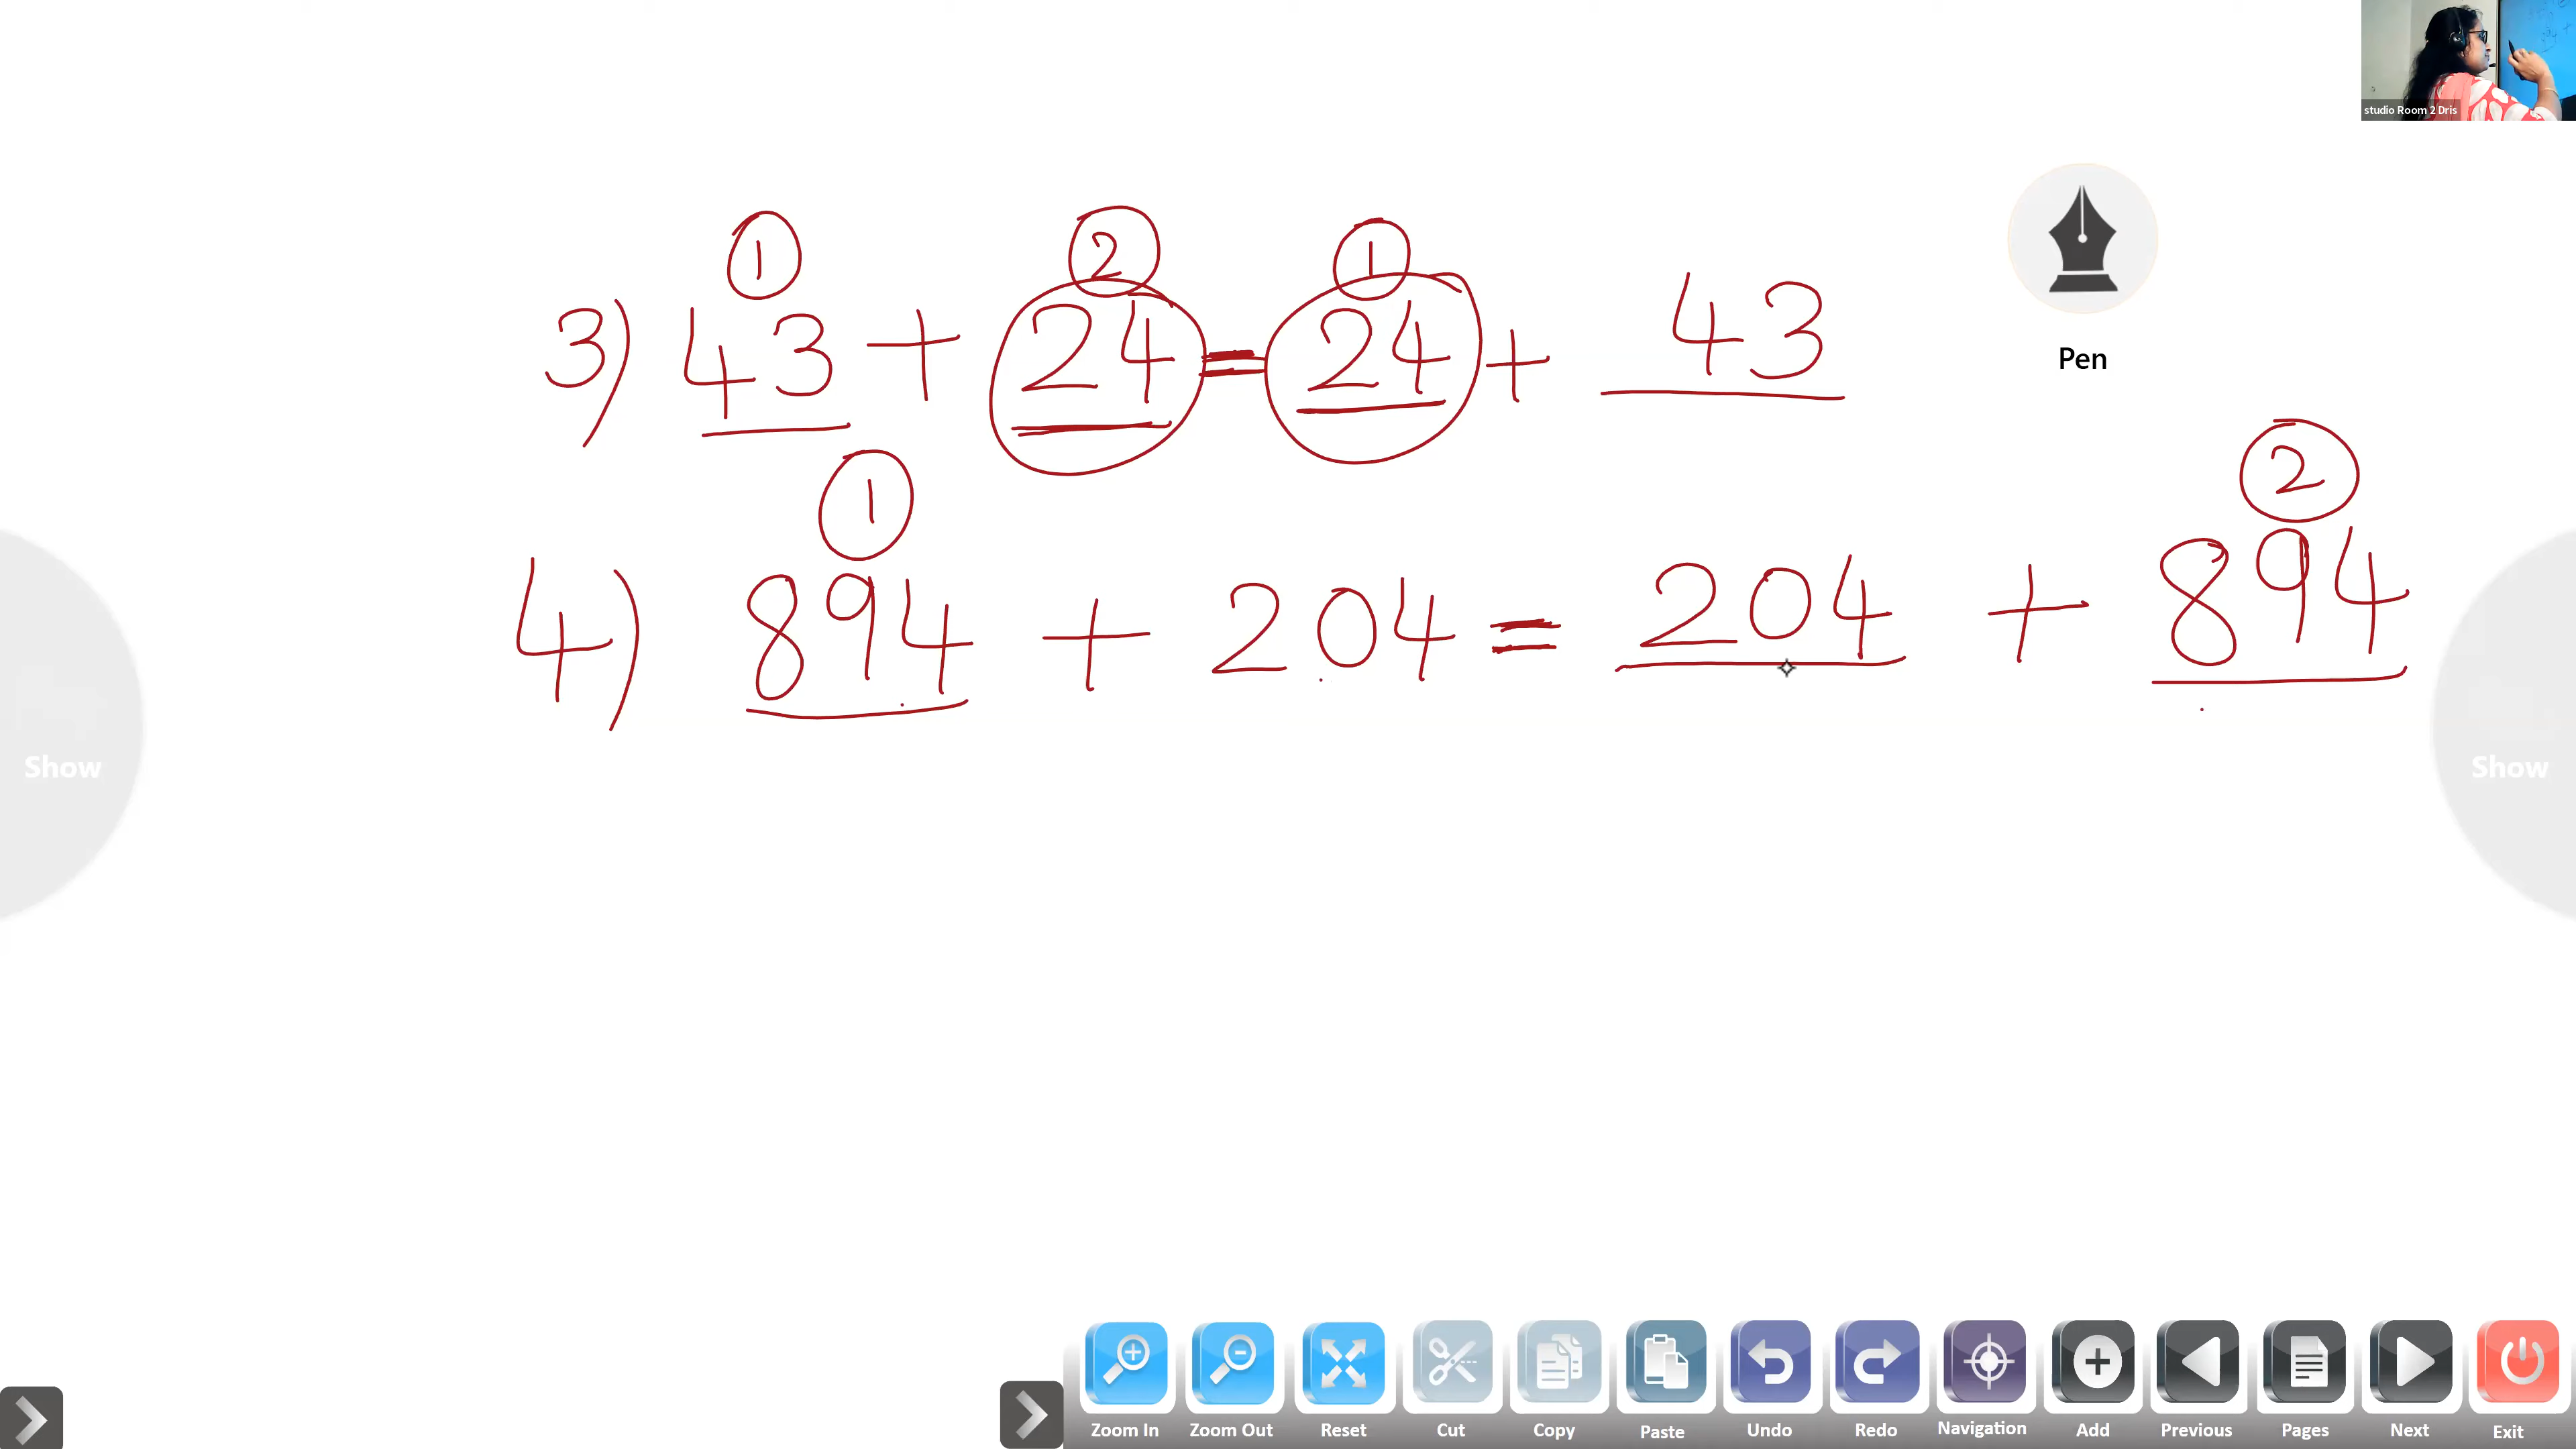 studio Room 2 Dris
① ② ①
3) 43 + 24 = 24 + 43
Pen
① ②
4) 894 + 204 = 204 + 894
Show Show
Zoom In Zoom Out Reset Cut Copy Paste Undo Redo Navigation Add Previous Pages Next Exit